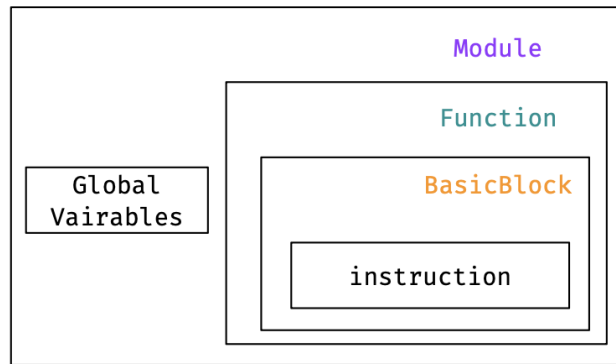 Module
Function
BasicBlock
Global
Vairables
instruction